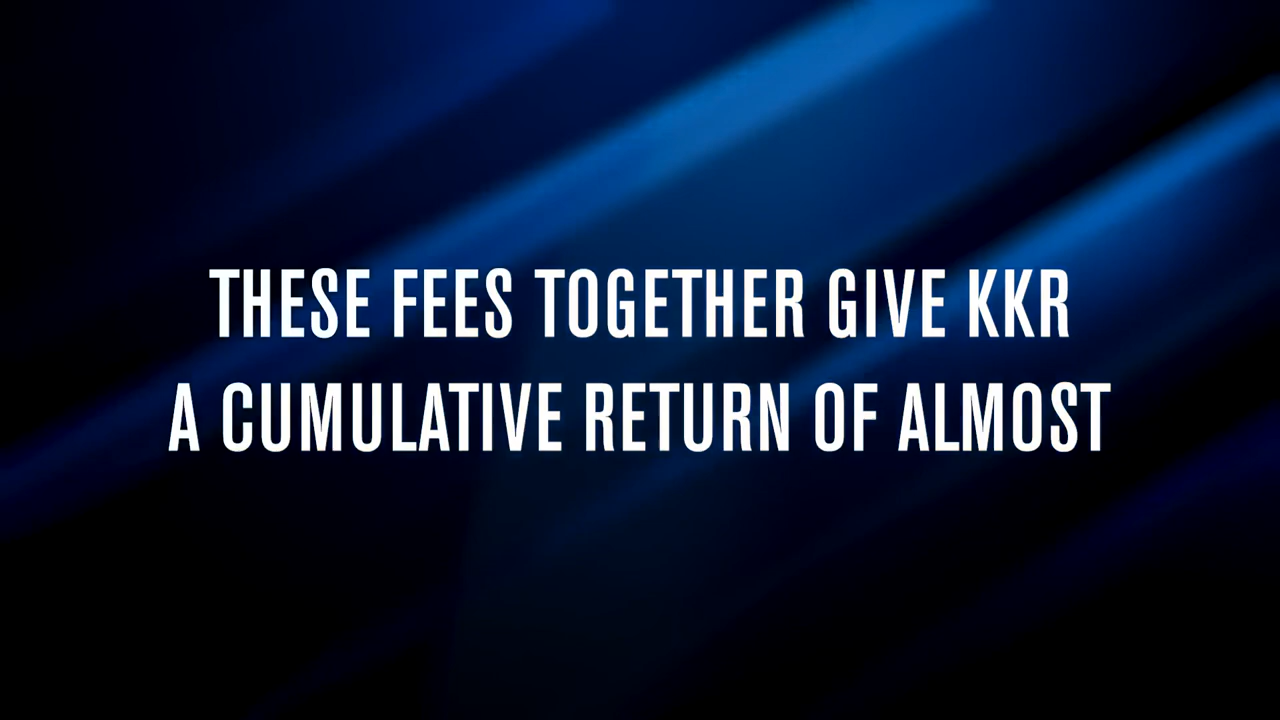 THESE FEES TOGETHER GIVE KKR
A CUMULATIVE RETURN OF ALMOST